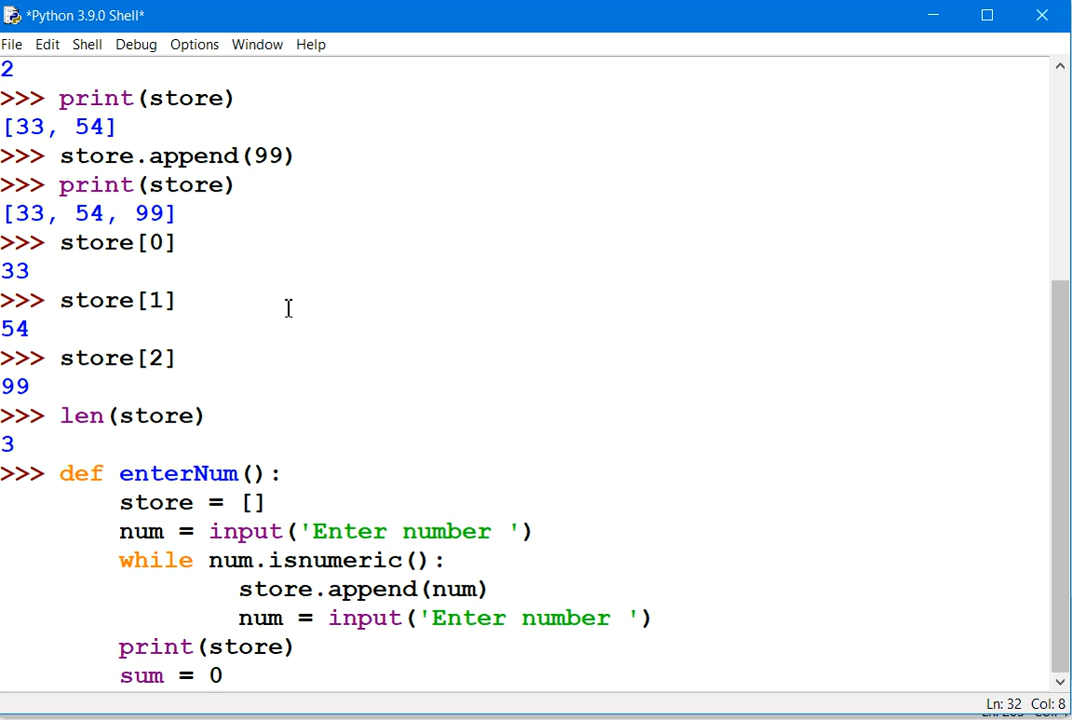 *Python 3.9.0 Shell*
File Edit Shell Debug Options Window Help
2
>>> print(store)
[33, 54]
>>> store.append(99)
>>> print(store)
[33, 54, 99]
>>> store[0]
33
>>> store[1]
54
>>> store[2]
99
>>> len(store)
3
>>> def enterNum():
        store = []
        num = input('Enter number ')
        while num.isnumeric():
                store.append(num)
                num = input('Enter number ')
        print(store)
        sum = 0
Ln: 32 Col: 8